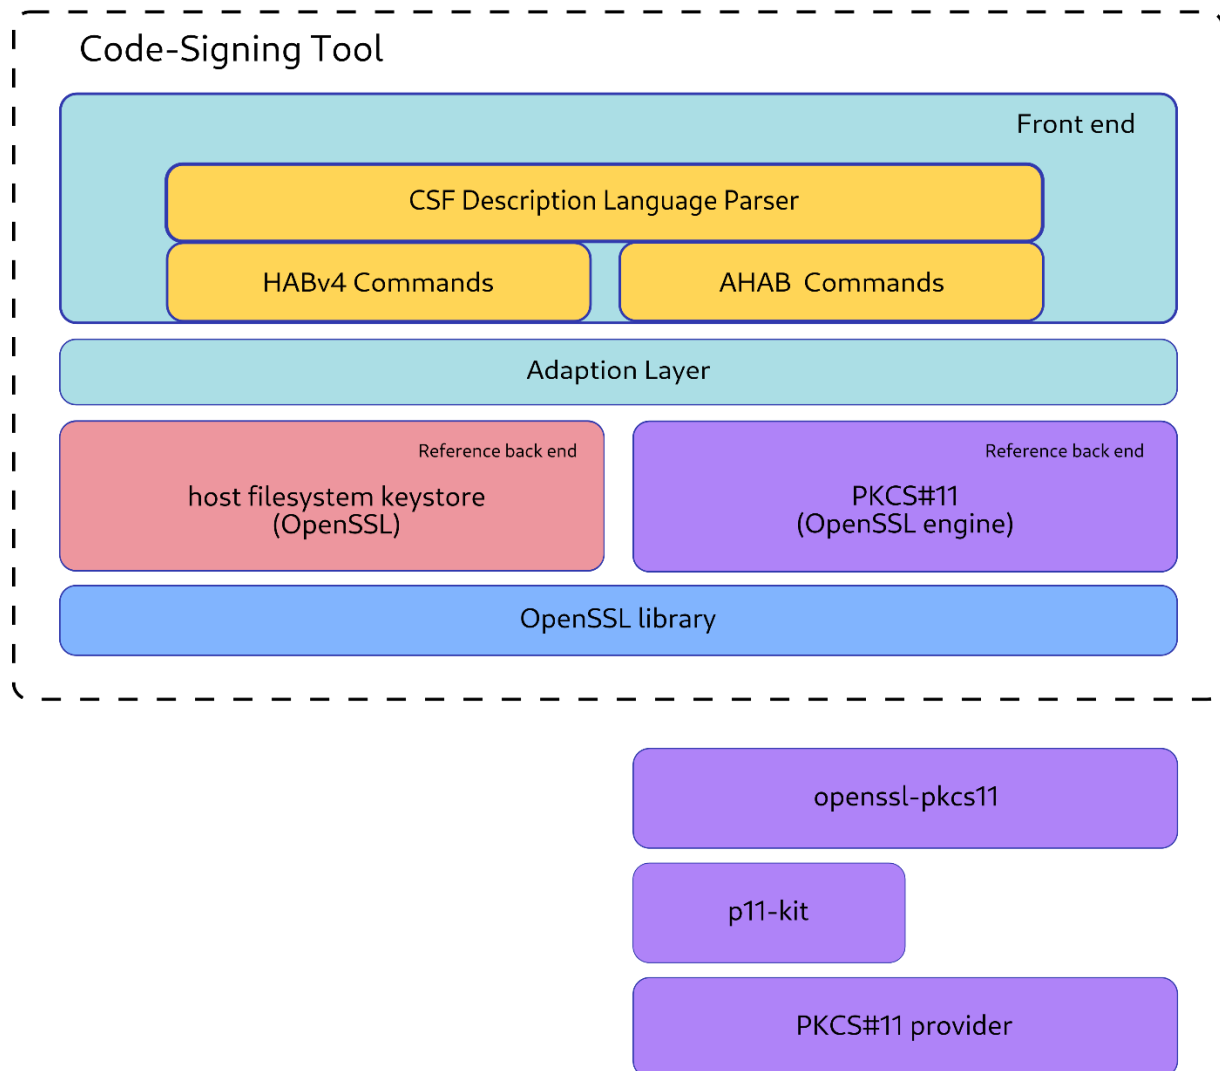 Code-Signing Tool
Front end
CSF Description Language Parser
HABv4 Commands
AHAB Commands
Adaption Layer
Reference back end
host filesystem keystore
(OpenSSL)
Reference back end
PKCS#11
(OpenSSL engine)
OpenSSL library
openssl-pkcs11
p11-kit
PKCS#11 provider